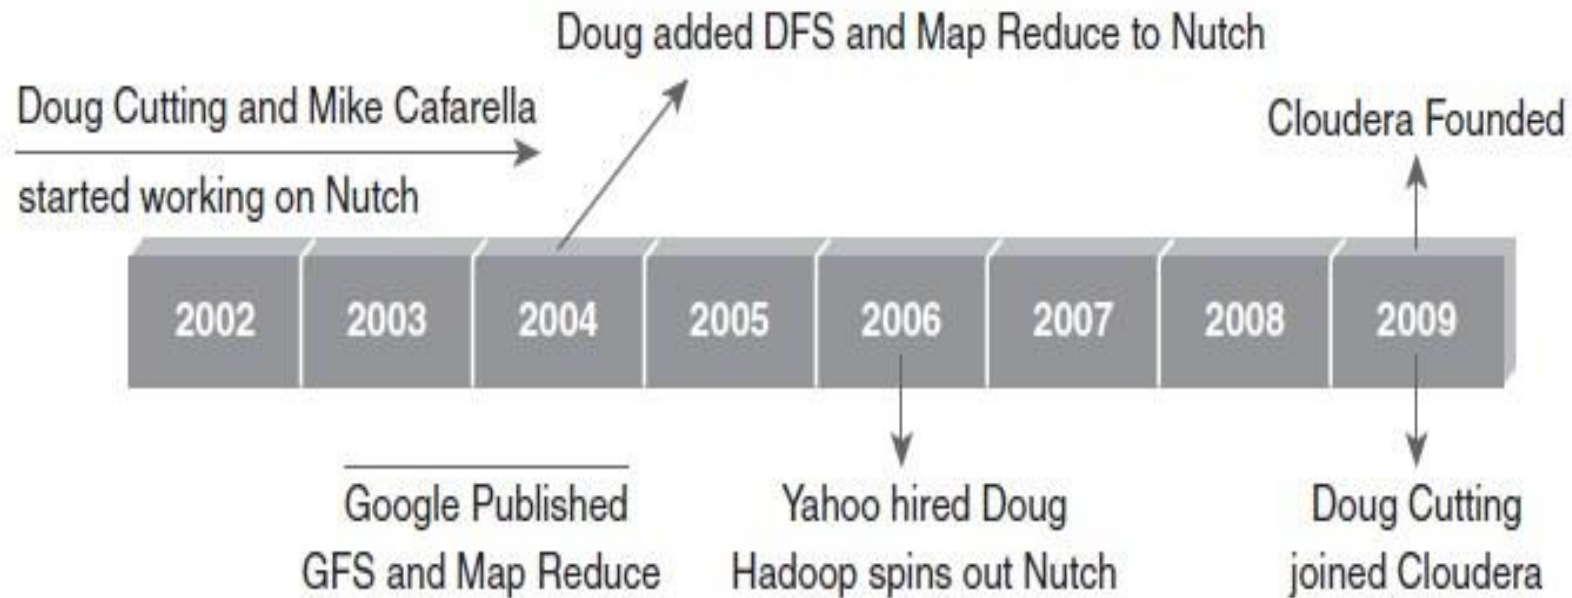 Doug added DFS and Map Reduce to Nutch
Doug Cutting and Mike Cafarella
started working on Nutch
Cloudera Founded
2002 2003 2004 2005 2006 2007 2008 2009
Google Published
GFS and Map Reduce
Yahoo hired Doug
Hadoop spins out Nutch
Doug Cutting
joined Cloudera